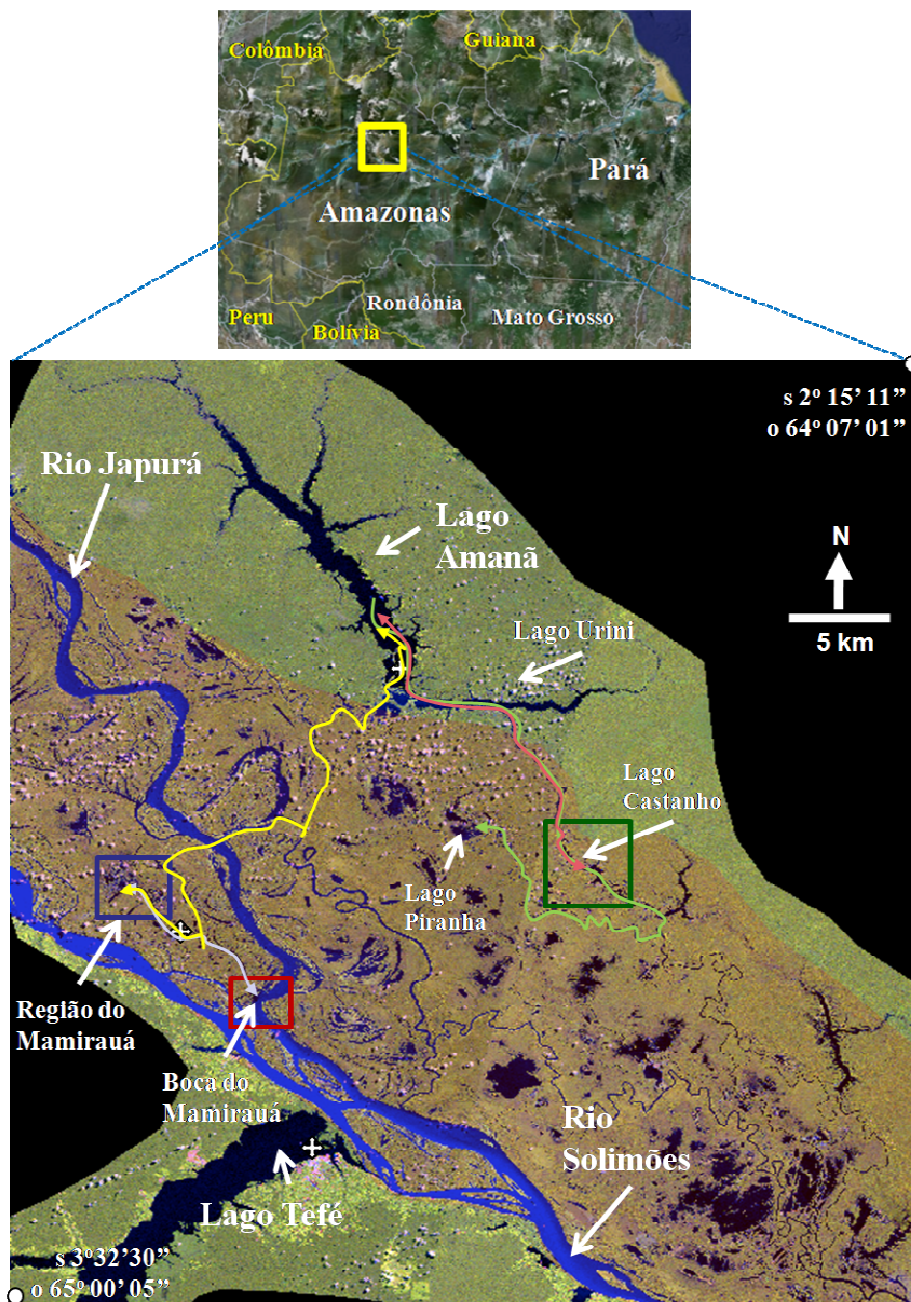 Colômbia
Guiana
Pará
Amazonas
Rondônia
Peru
Mato Grosso
Bolívia
s 2º 15' 11”
o 64º 07' 01”
Rio Japurá
Lago
Amanã
N
5 km
Lago Urini
Lago
Castanho
Lago
Piranha
Região do
Mamirauá
Boca do
Mamirauá
Rio
Solimões
Lago Tefé
s 3º32'30”
o 65º00'05”